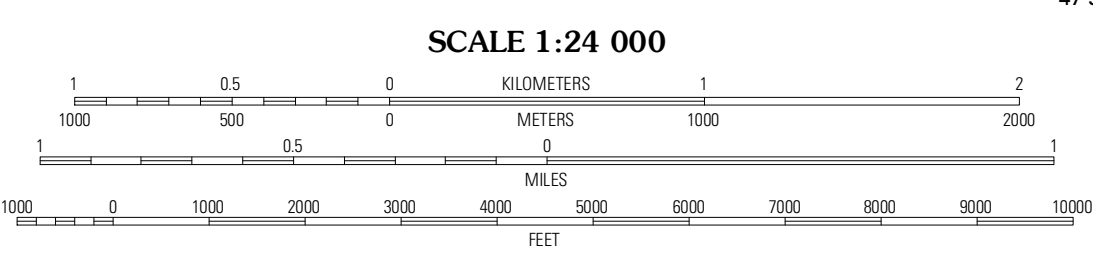 SCALE 1:24 000
1 0.5 0 KILOMETERS 1 2
1000 500 0 METERS 1000 2000
1 0.5 0 1
MILES
1000 0 1000 2000 3000 4000 5000 6000 7000 8000 9000 10000
FEET